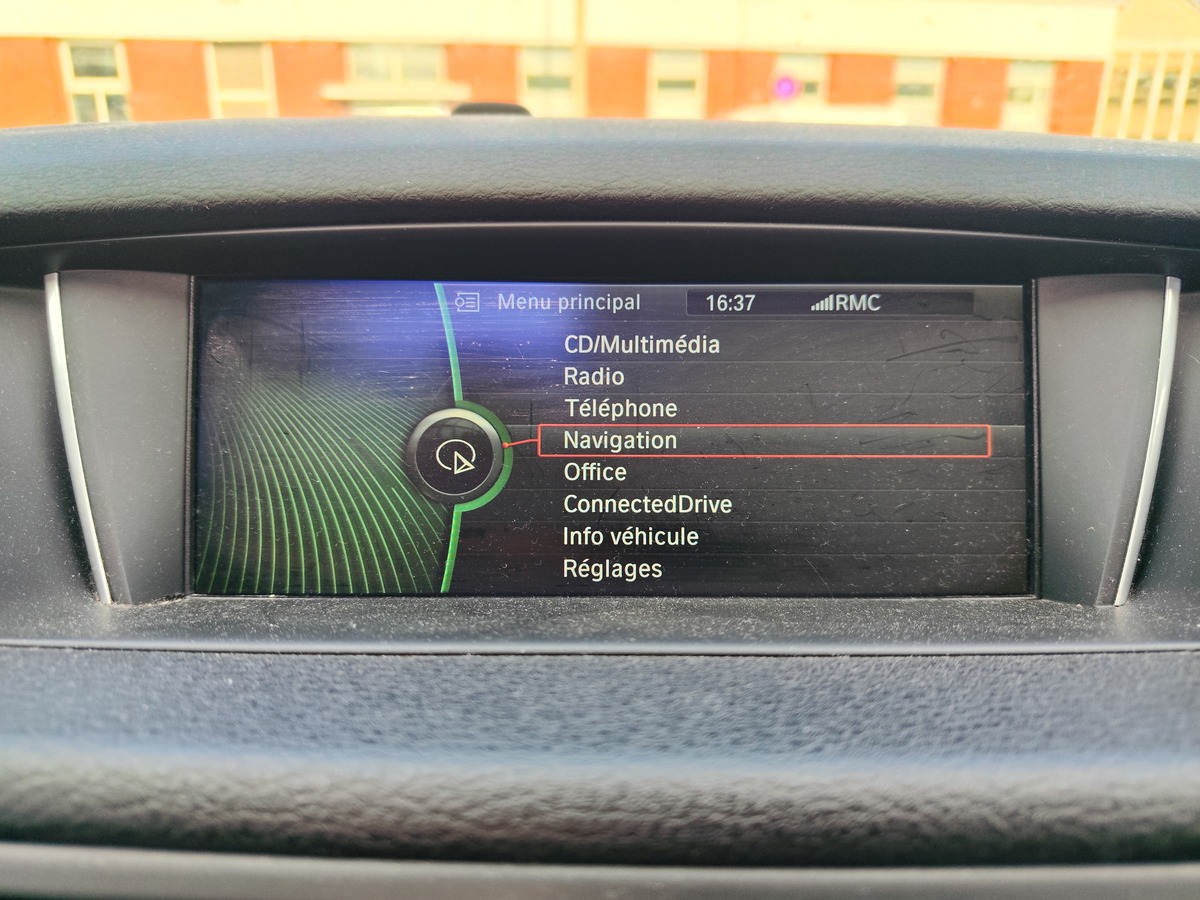 Menu principal 16:37 RMC
CD/Multimédia
Radio
Téléphone
Navigation
Office
ConnectedDrive
Info véhicule
Réglages